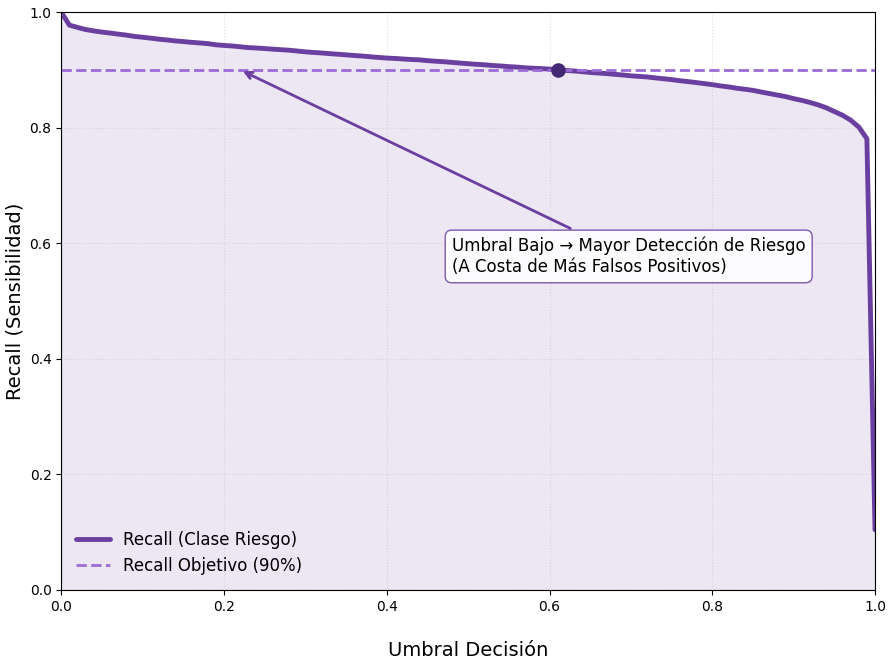 1.0
0.8
0.6
0.4
0.2
0.0
Recall (Sensibilidad)
Umbral Bajo → Mayor Detección de Riesgo
(A Costa de Más Falsos Positivos)
Recall (Clase Riesgo)
Recall Objetivo (90%)
0.0 0.2 0.4 0.6 0.8 1.0
Umbral Decisión